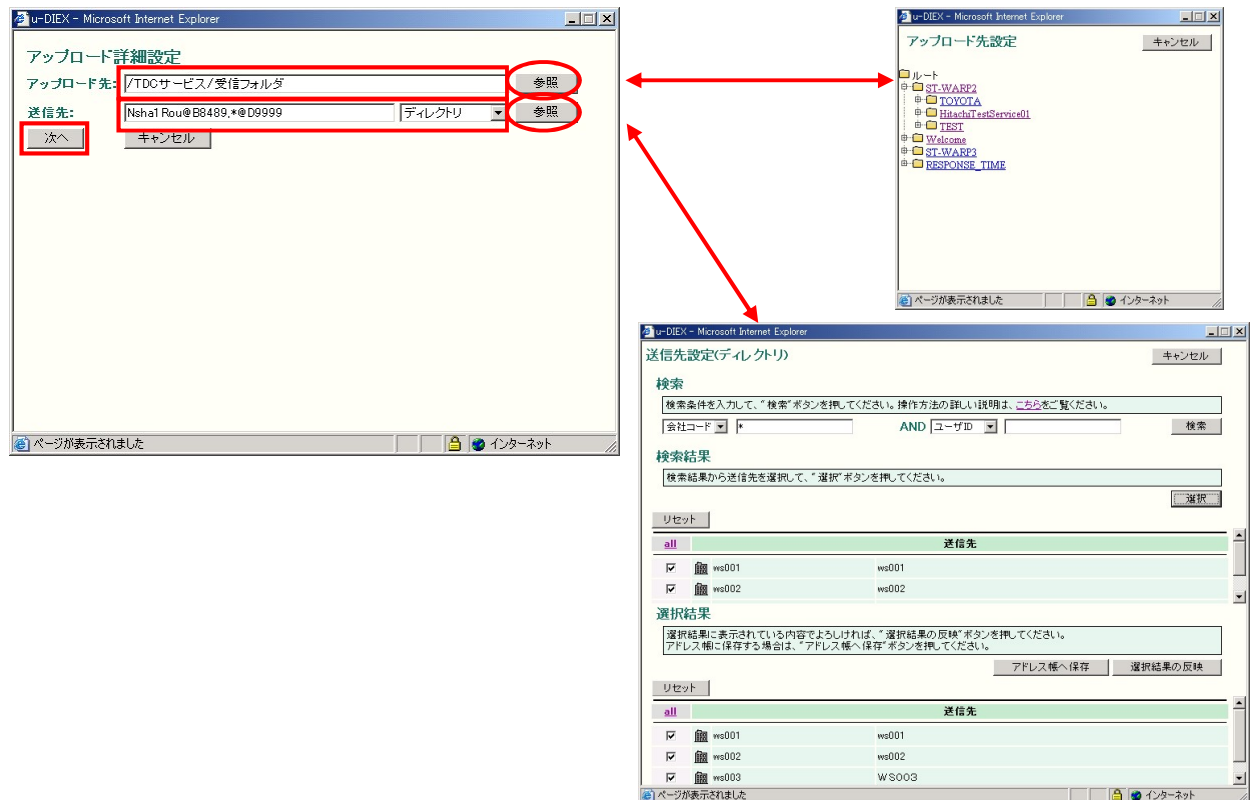 u-DIEX - Microsoft Internet Explorer
アップロード詳細設定
アップロード先: /TDCサービス/受信フォルダ 参照
送信先: Nsha1Rou@B8489,*@D9999 ディレクトリ 参照
次へ キャンセル
ページが表示されました インターネット
u-DIEX - Microsoft Internet Explorer
アップロード先設定 キャンセル
ルート
ST-WARP2
TOYOTA
HitachiTestService01
TEST
Welcome
ST-WARP3
RESPONSE_TIME
ページが表示されました インターネット
u-DIEX - Microsoft Internet Explorer
送信先設定(ディレクトリ) キャンセル
検索
検索条件を入力して、"検索"ボタンを押してください。操作方法の詳しい説明は、こちらをご覧ください。
会社コード * AND ユーザID 検索
検索結果
検索結果から送信先を選択して、"選択"ボタンを押してください。
選択
リセット
all 送信先
ws001 ws001
ws002 ws002
選択結果
選択結果に表示されている内容でよろしければ、"選択結果の反映"ボタンを押してください。
アドレス帳に保存する場合は、"アドレス帳へ保存"ボタンを押してください。
アドレス帳へ保存 選択結果の反映
リセット
all 送信先
ws001 ws001
ws002 ws002
ws003 WS003
ページが表示されました インターネット